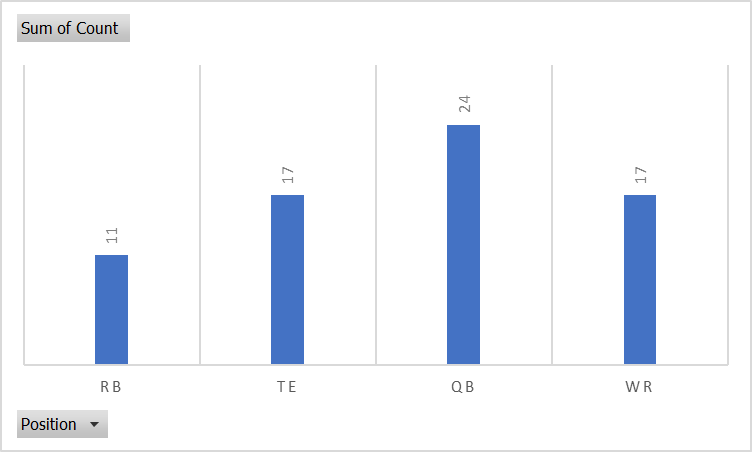 Sum of Count
11
17
24
17
RB
TE
QB
WR
Position